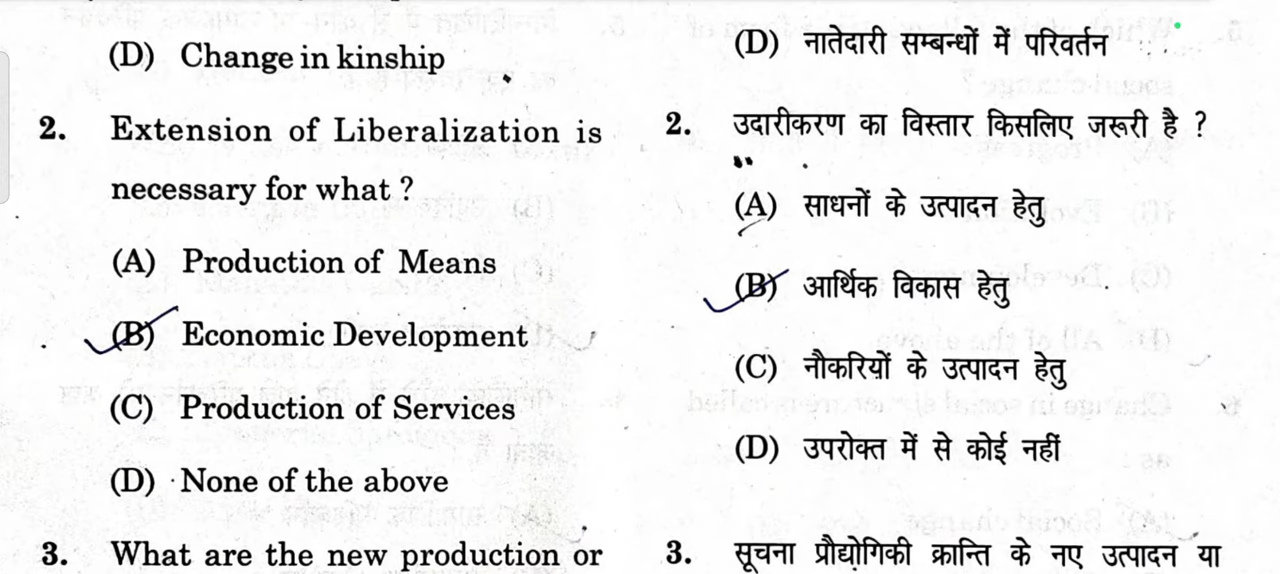 (D) Change in kinship
2. Extension of Liberalization is
necessary for what ?
(A) Production of Means
(B) Economic Development
(C) Production of Services
(D) None of the above
3. What are the new production or
(D) नातेदारी सम्बन्धों में परिवर्तन
2. उदारीकरण का विस्तार किसलिए जरूरी है ?
(A) साधनों के उत्पादन हेतु
(B) आर्थिक विकास हेतु
(C) नौकरियों के उत्पादन हेतु
(D) उपरोक्त में से कोई नहीं
3. सूचना प्रौद्योगिकी क्रान्ति के नए उत्पादन या